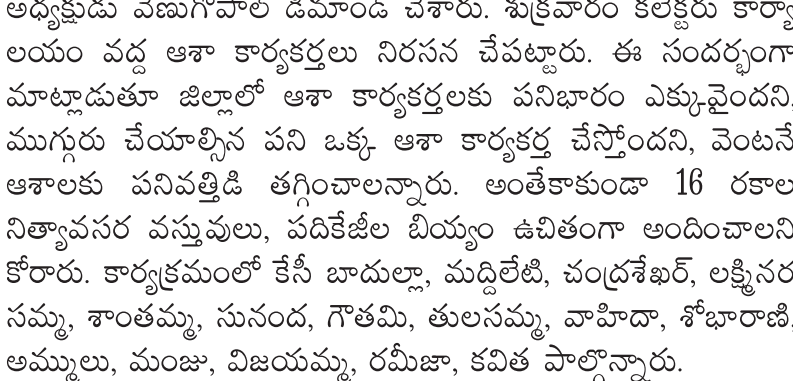 అధ్యక్షుడు వేణుగోపాల్ డిమాండ్ చేశారు. శుక్రవారం కలెక్టరు కార్యా
లయం వద్ద ఆశా కార్యకర్తలు నిరసన చేపట్టారు. ఈ సందర్భంగా
మాట్లాడుతూ జిల్లాలో ఆశా కార్యకర్తలకు పనిభారం ఎక్కువైందని,
ముగ్గురు చేయాల్సిన పని ఒక్క ఆశా కార్యకర్త చేస్తోందని, వెంటనే
ఆశాలకు పనివత్తిడి తగ్గించాలన్నారు. అంతేకాకుండా 16 రకాల
నిత్యావసర వస్తువులు, పదికేజీల బియ్యం ఉచితంగా అందించాలని
కోరారు. కార్యక్రమంలో కేసీ బాదుల్లా, మద్దిలేటి, చంద్రశేఖర్, లక్ష్మినర
సమ్మ, శాంతమ్మ, సునంద, గౌతమి, తులసమ్మ, వాహిదా, శోభారాణి,
అమ్ములు, మంజు, విజయమ్మ, రమీజా, కవిత పాల్గొన్నారు.